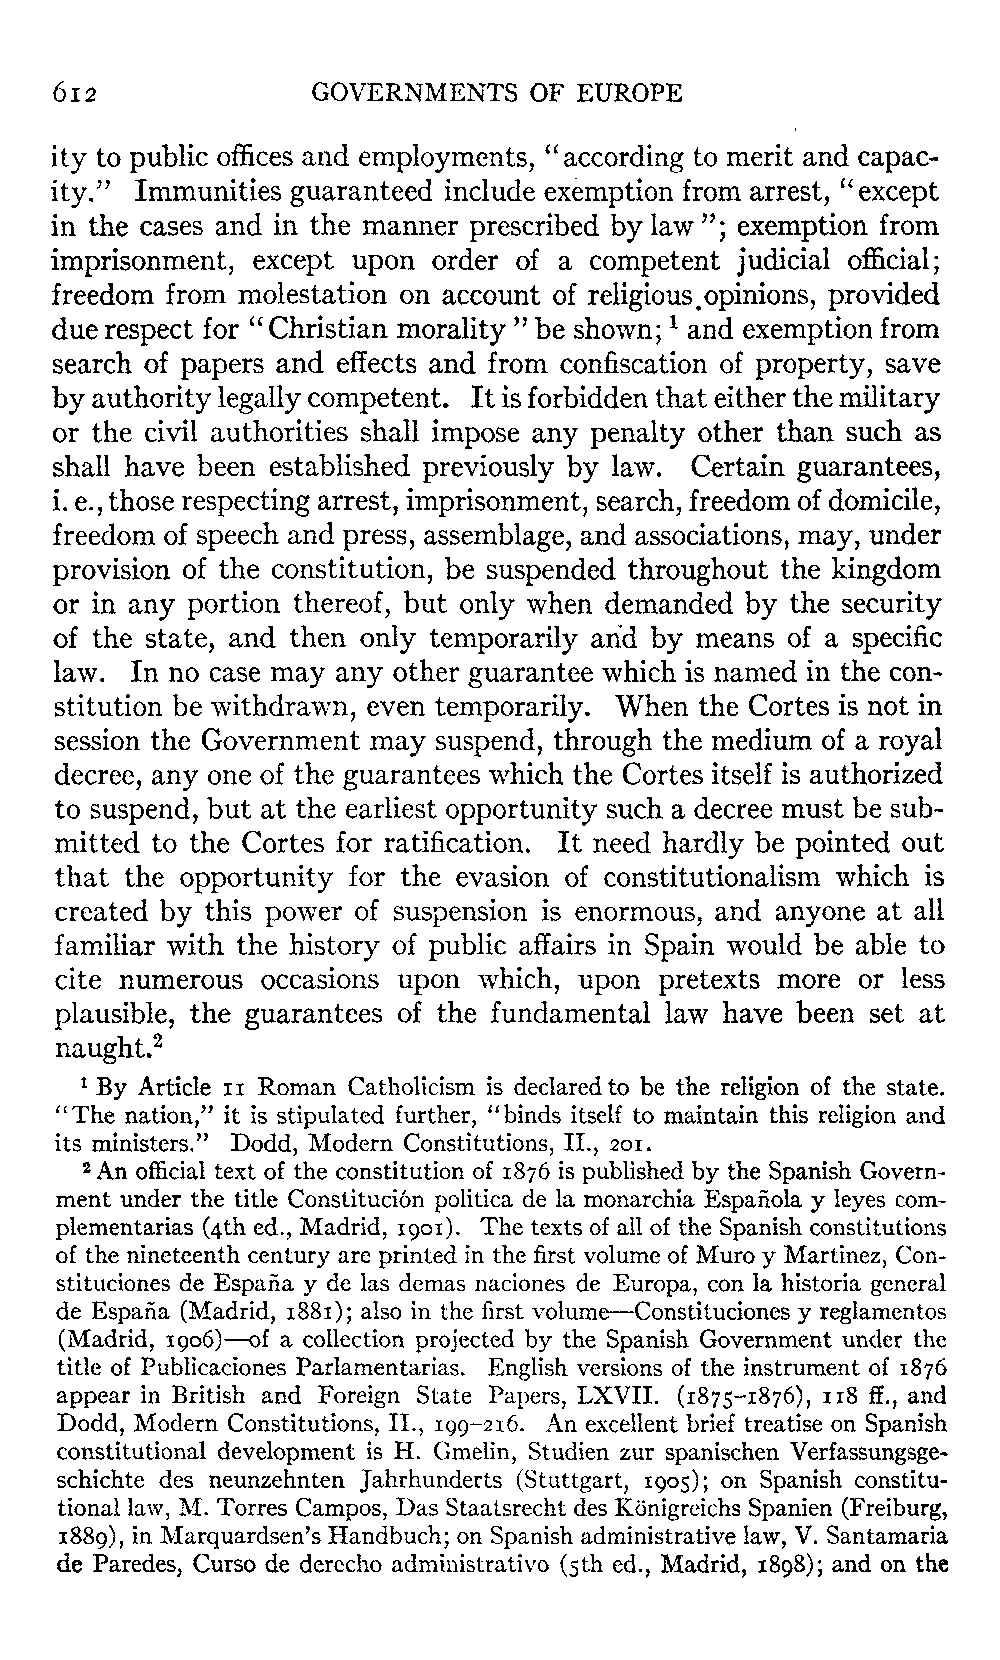 612 GOVERNMENTS OF EUROPE
ity to public offices and employments, “according to merit and capac-
ity.” Immunities guaranteed include exemption from arrest, “except
in the cases and in the manner prescribed by law”; exemption from
imprisonment, except upon order of a competent judicial official;
freedom from molestation on account of religious opinions, provided
due respect for “Christian morality” be shown; ¹ and exemption from
search of papers and effects and from confiscation of property, save
by authority legally competent. It is forbidden that either the military
or the civil authorities shall impose any penalty other than such as
shall have been established previously by law. Certain guarantees,
i. e., those respecting arrest, imprisonment, search, freedom of domicile,
freedom of speech and press, assemblage, and associations, may, under
provision of the constitution, be suspended throughout the kingdom
or in any portion thereof, but only when demanded by the security
of the state, and then only temporarily and by means of a specific
law. In no case may any other guarantee which is named in the con-
stitution be withdrawn, even temporarily. When the Cortes is not in
session the Government may suspend, through the medium of a royal
decree, any one of the guarantees which the Cortes itself is authorized
to suspend, but at the earliest opportunity such a decree must be sub-
mitted to the Cortes for ratification. It need hardly be pointed out
that the opportunity for the evasion of constitutionalism which is
created by this power of suspension is enormous, and anyone at all
familiar with the history of public affairs in Spain would be able to
cite numerous occasions upon which, upon pretexts more or less
plausible, the guarantees of the fundamental law have been set at
naught.²
¹ By Article 11 Roman Catholicism is declared to be the religion of the state.
“The nation,” it is stipulated further, “binds itself to maintain this religion and
its ministers.” Dodd, Modern Constitutions, II., 201.
² An official text of the constitution of 1876 is published by the Spanish Govern-
ment under the title Constitución politica de la monarchia Española y leyes com-
plementarias (4th ed., Madrid, 1901). The texts of all of the Spanish constitutions
of the nineteenth century are printed in the first volume of Muro y Martinez, Con-
stituciones de España y de las demas naciones de Europa, con la historia general
de España (Madrid, 1881); also in the first volume—Constituciones y reglamentos
(Madrid, 1906)—of a collection projected by the Spanish Government under the
title of Publicaciones Parlamentarias. English versions of the instrument of 1876
appear in British and Foreign State Papers, LXVII. (1875–1876), 118 ff., and
Dodd, Modern Constitutions, II., 199–216. An excellent brief treatise on Spanish
constitutional development is H. Gmelin, Studien zur spanischen Verfassungsge-
schichte des neunzehnten Jahrhunderts (Stuttgart, 1905); on Spanish constitu-
tional law, M. Torres Campos, Das Staatsrecht des Königreichs Spanien (Freiburg,
1889), in Marquardsen’s Handbuch; on Spanish administrative law, V. Santamaria
de Paredes, Curso de derecho administrativo (5th ed., Madrid, 1898); and on the